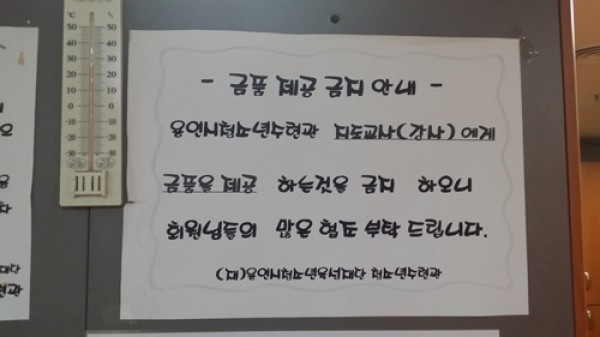 - 금품 제공 금지 안내 -
용인시청소년수련관 지도교사(강사)에게
금품을 제공 하는것을 금지 하오니
회원님들의 많은 협조 부탁 드립니다.
(재)용인시청소년육성재단 청소년수련관